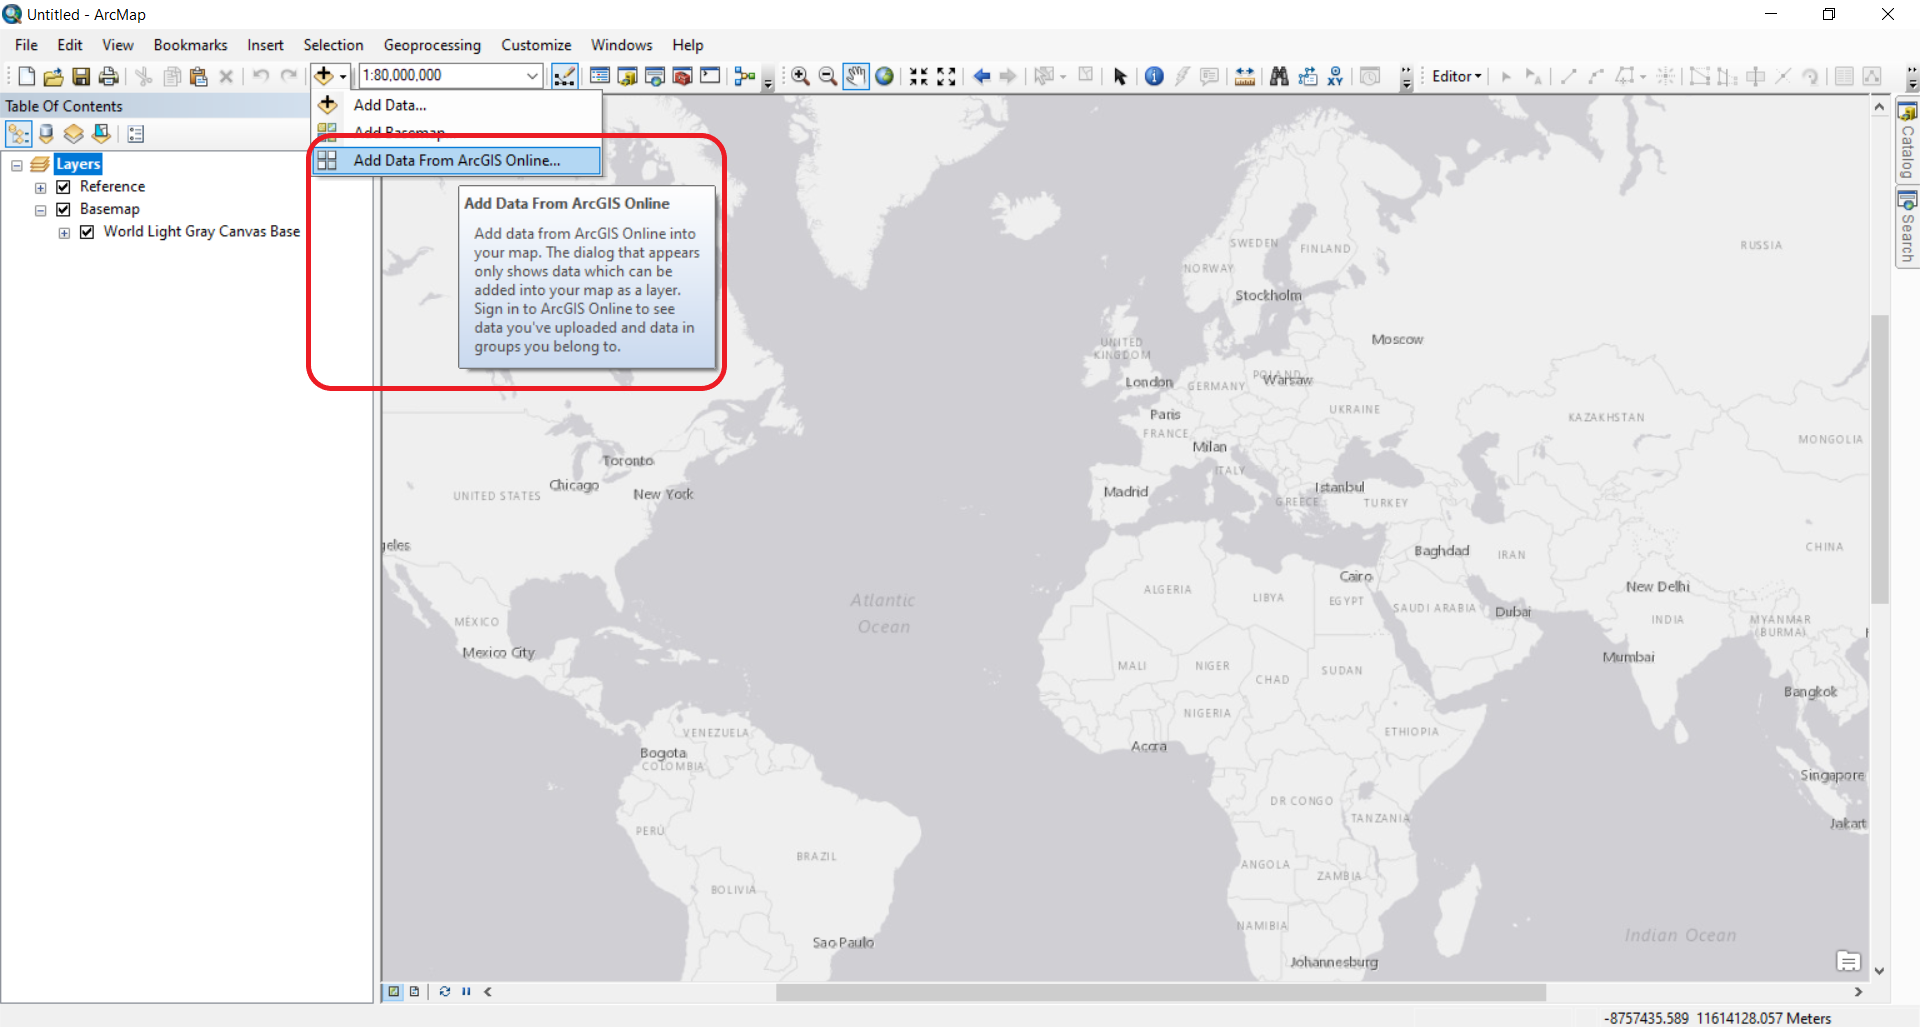 Untitled - ArcMap
File Edit View Bookmarks Insert Selection Geoprocessing Customize Windows Help
1:80,000,000
XY
Editor
Table Of Contents
Add Data...
Add Basemap
Add Data From ArcGIS Online...
Layers
Reference
Basemap
World Light Gray Canvas Base
Add Data From ArcGIS Online
Add data from ArcGIS Online into
your map. The dialog that appears
only shows data which can be
added into your map as a layer.
Sign in to ArcGIS Online to see
data you've uploaded and data in
groups you belong to.
Catalog
Search
SWEDEN
FINLAND
RUSSIA
NORWAY
Stockholm
Moscow
UNITED
KINGDOM
London
GERMANY
POLAND
Warsaw
Paris
FRANCE
UKRAINE
KAZAKHSTAN
MONGOLIA
Milan
ITALY
Toronto
Chicago
New York
UNITED STATES
Madrid
Istanbul
GREECE
TURKEY
geles
Baghdad
IRAN
CHINA
Cairo
New Delhi
ALGERIA
LIBYA
EGYPT
SAUDI ARABIA
Dubai
INDIA
MYANMAR
(BURMA)
Atlantic
Ocean
MEXICO
Mexico City
Mumbai
MALI
NIGER
CHAD
SUDAN
Bangkok
NIGERIA
ETHIOPIA
VENEZUELA
Bogota
COLOMBIA
Accra
Singapore
DR CONGO
TANZANIA
Jakart
PERÚ
BRAZIL
ANGOLA
ZAMBIA
BOLIVIA
NAMIBIA
Sao Paulo
Indian Ocean
Johannesburg
-8757435.589 11614128.057 Meters